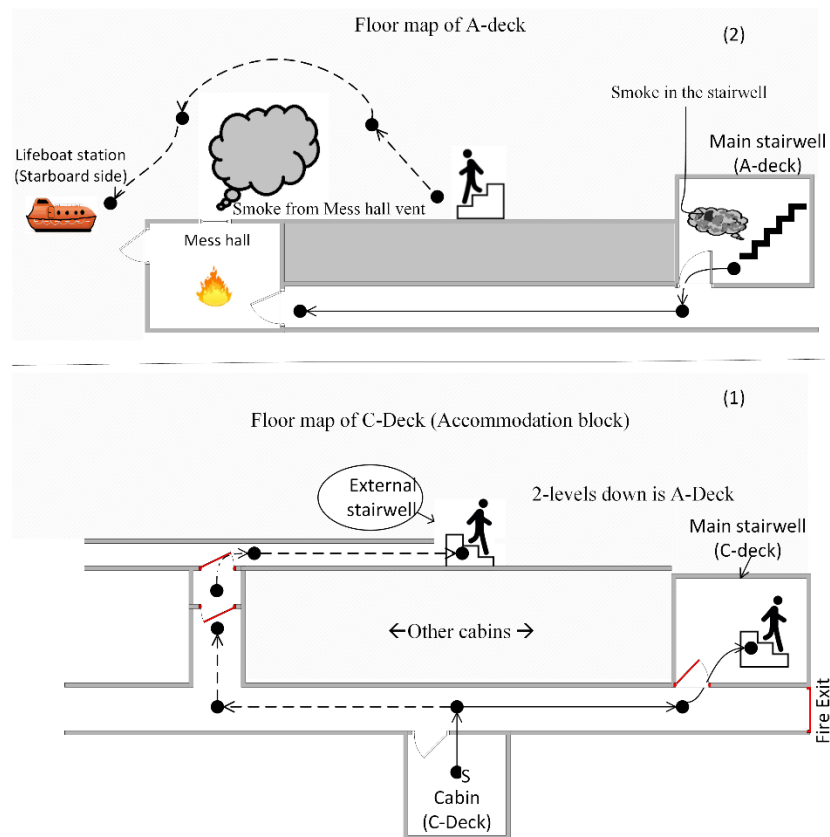 Floor map of A-deck
(2)
Smoke in the stairwell
Main stairwell
(A-deck)
Lifeboat station
(Starboard side)
Smoke from Mess hall vent
Mess hall
(1)
Floor map of C-Deck (Accommodation block)
External
stairwell
2-levels down is A-Deck
Main stairwell
(C-deck)
←Other cabins→
Fire Exit
S
Cabin
(C-Deck)